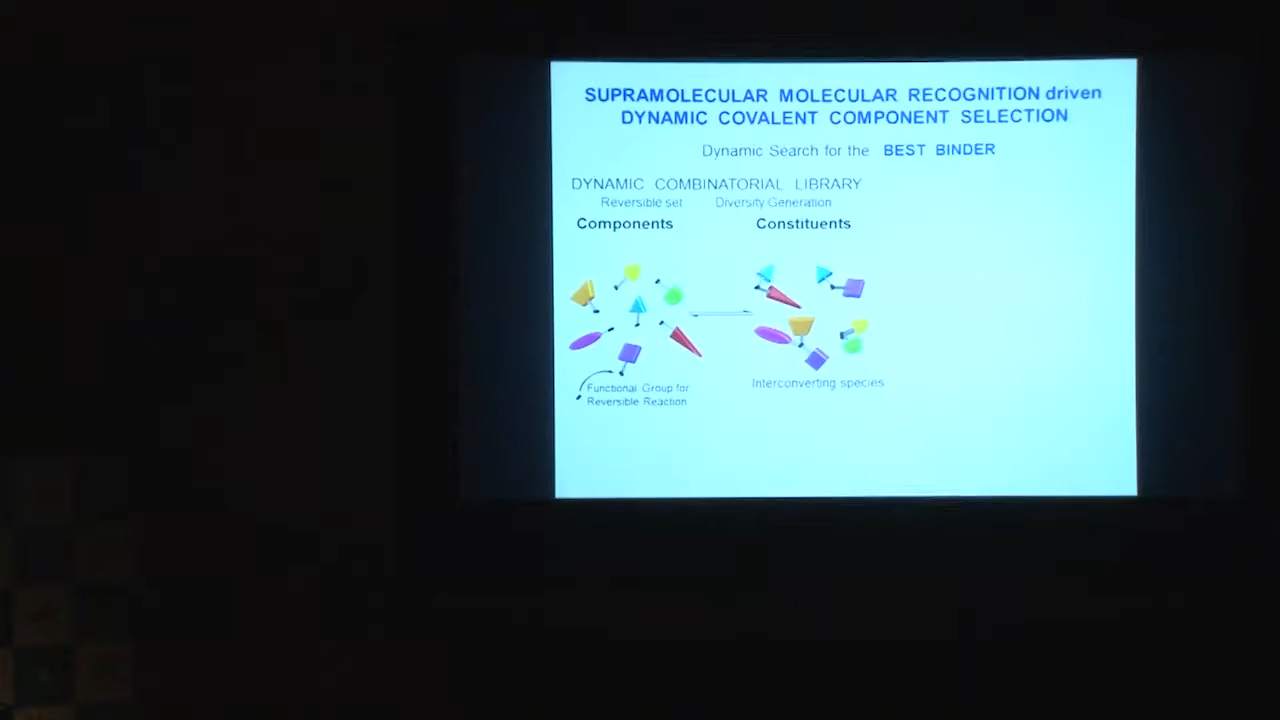 SUPRAMOLECULAR MOLECULAR RECOGNITION driven
DYNAMIC COVALENT COMPONENT SELECTION
Dynamic Search for the BEST BINDER
DYNAMIC COMBINATORIAL LIBRARY
Reversible set Diversity Generation
Components Constituents
Functional Group for
Reversible Reaction
Interconverting species